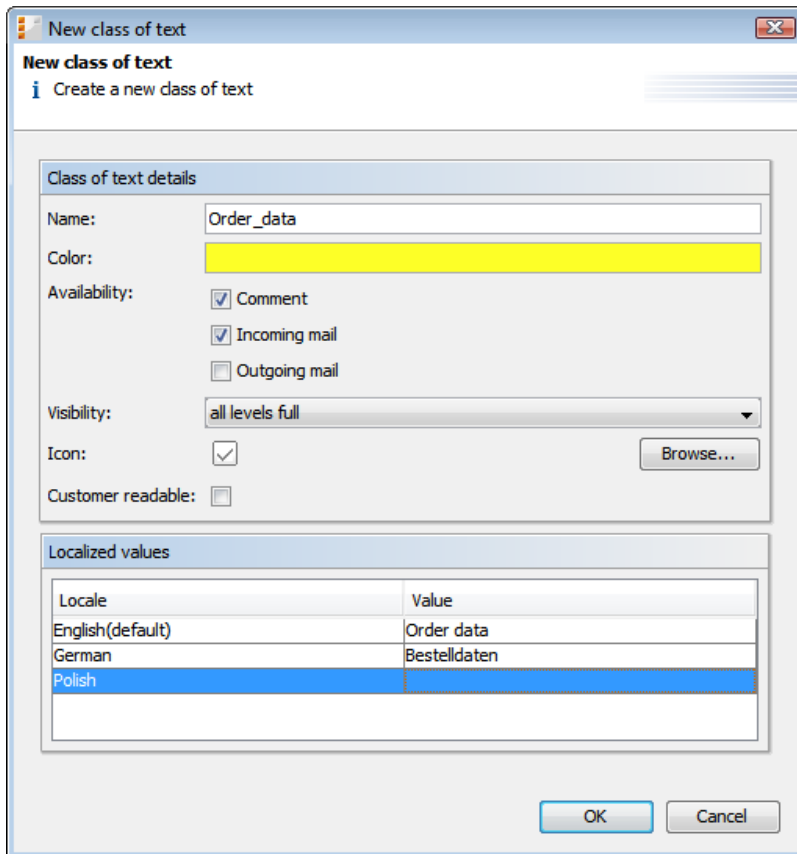 New class of text
New class of text
i Create a new class of text
Class of text details
Name: Order_data
Color:
Availability: Comment
Incoming mail
Outgoing mail
Visibility: all levels full
Icon: Browse...
Customer readable:
Localized values
Locale Value
English(default) Order data
German Bestelldaten
Polish
OK Cancel